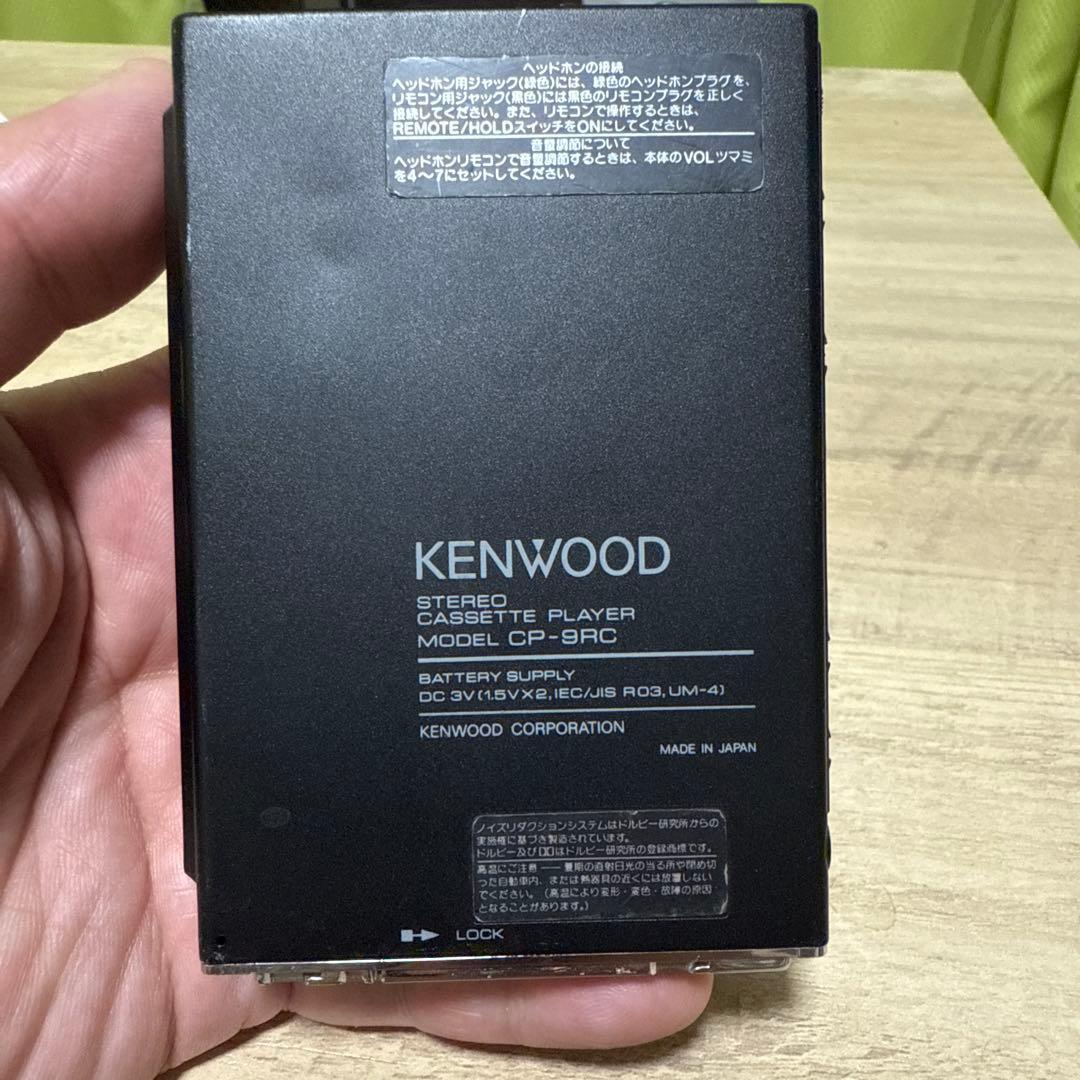 ヘッドホンの接続
ヘッドホン用ジャック(緑色)には、緑色のヘッドホンプラグを、
リモコン用ジャック(黒色)には黒色のリモコンプラグを正しく
接続してください。また、リモコンで操作するときは、
REMOTE/HOLDスイッチをONにしてください。
音量調節について
ヘッドホンリモコンで音量調節するときは、本体のVOLツマミ
を4〜7にセットしてください。
KENWOOD
STEREO
CASSETTE PLAYER
MODEL CP-9RC
BATTERY SUPPLY
DC 3V(1.5V×2, IEC/JIS R03, UM-4)
KENWOOD CORPORATION
MADE IN JAPAN
ノイズリダクションシステムはドルビー研究所からの
実施権に基づき製造されています。
ドルビー及びDDはドルビー研究所の登録商標です。
高温にご注意 ── 夏期の直射日光の当る所や閉め切
った自動車内、または熱器具の近くには放置しない
でください。(高温により変形・変色・故障の原因
となることがあります。)
LOCK